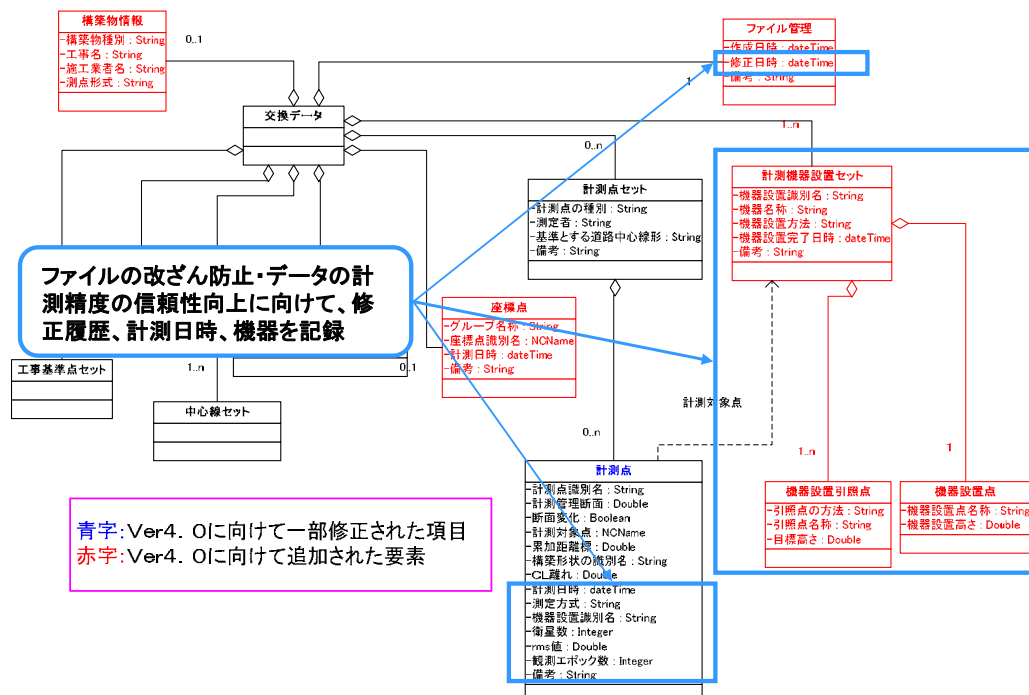 構築物情報
-構築物種別 : String
-工事名 : String
-施工業者名 : String
-測点形式 : String
0..1
ファイル管理
-作成日時 : dateTime
-修正日時 : dateTime
-備考 : String
1
交換データ
0..n
1..n
計測点セット
-計測点の種別 : String
-測定者 : String
-基準とする道路中心線形 : String
-備考 : String
計測機器設置セット
-機器設置識別名 : String
-機器名称 : String
-機器設置方法 : String
-機器設置完了日時 : dateTime
-備考 : String
ファイルの改ざん防止・データの計
測精度の信頼性向上に向けて、修
正履歴、計測日時、機器を記録
座標点
-グループ名称 : String
-座標点識別名 : NCName
-計測日時 : dateTime
-備考 : String
工事基準点セット
1..n
0..1
中心線セット
計測対象点
0..n
1..n
1
計測点
-計測点識別名 : String
-計測管理断面 : Double
-断面変化 : Boolean
-計測対象点 : NCName
-累加距離標 : Double
-構築形状の識別名 : String
-CL離れ : Double
-計測日時 : dateTime
-測定方式 : String
-機器設置識別名 : String
-衛星数 : Integer
-rms値 : Double
-観測エポック数 : Integer
-備考 : String
機器設置引照点
-引照点の方法 : String
-引照点名称 : String
-目標高さ : Double
機器設置点
-機器設置点名称 : String
-機器設置高さ : Double
青字:Ver4．0に向けて一部修正された項目
赤字:Ver4．0に向けて追加された要素